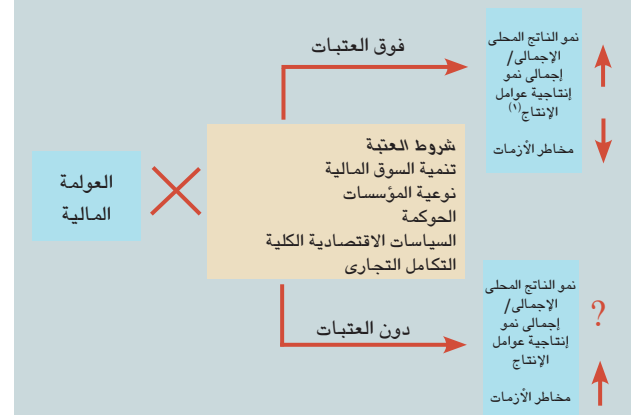 فوق العتبات
نمو الناتج المحلى
الإجمالى/
إجمالى نمو
إنتاجية عوامل
الإنتاج(١)
مخاطر الأزمات
شروط العتبة
تنمية السوق المالية
نوعية المؤسسات
الحوكمة
السياسات الاقتصادية الكلية
التكامل التجارى
العولمة
المالية
دون العتبات
نمو الناتج المحلى
الإجمالى/
إجمالى نمو
إنتاجية عوامل
الإنتاج
?
مخاطر الأزمات